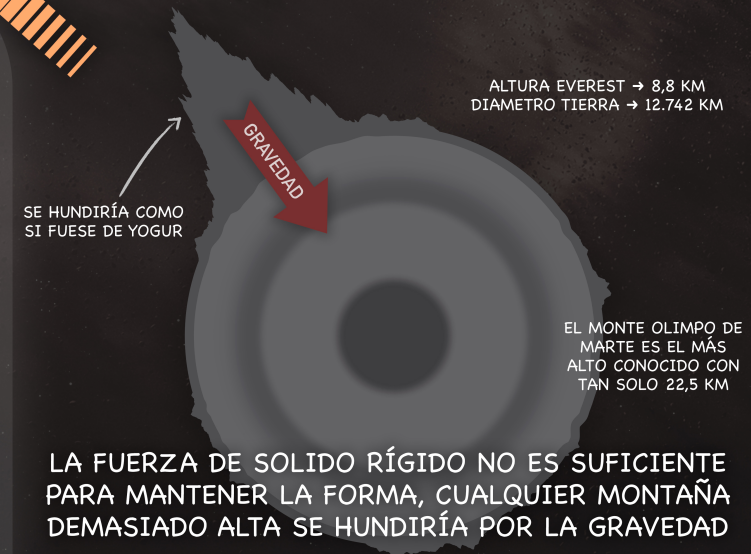 ALTURA EVEREST → 8,8 KM
DIAMETRO TIERRA → 12.742 KM
GRAVEDAD
SE HUNDIRÍA COMO
SI FUESE DE YOGUR
EL MONTE OLIMPO DE
MARTE ES EL MÁS
ALTO CONOCIDO CON
TAN SOLO 22,5 KM
LA FUERZA DE SOLIDO RÍGIDO NO ES SUFICIENTE
PARA MANTENER LA FORMA, CUALQUIER MONTAÑA
DEMASIADO ALTA SE HUNDIRÍA POR LA GRAVEDAD